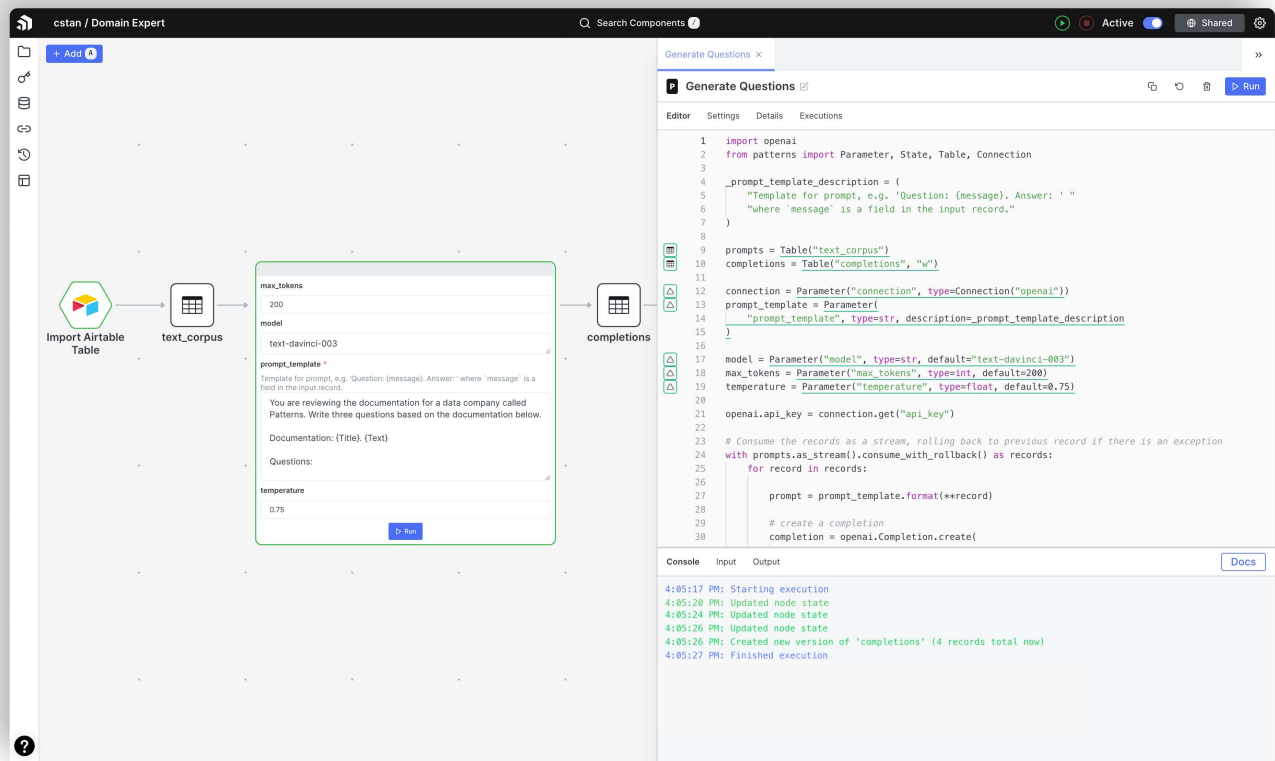 cstan / Domain Expert
Search Components /
Active
Shared
+ Add A
Import Airtable
Table
text_corpus
max_tokens
200
model
text-davinci-003
prompt_template *
Template for prompt, e.g. 'Question: {message}. Answer: ' where `message` is a
field in the input record.
You are reviewing the documentation for a data company called
Patterns. Write three questions based on the documentation below.
Documentation: {Title}. {Text}
Questions:
temperature
0.75
Run
completions
Generate Questions ×
»
P Generate Questions
Run
Editor Settings Details Executions
1 import openai
2 from patterns import Parameter, State, Table, Connection
3
4 _prompt_template_description = (
5 "Template for prompt, e.g. 'Question: {message}. Answer: ' "
6 "where `message` is a field in the input record."
7 )
8
9 prompts = Table("text_corpus")
10 completions = Table("completions", "w")
11
12 connection = Parameter("connection", type=Connection("openai"))
13 prompt_template = Parameter(
14 "prompt_template", type=str, description=_prompt_template_description
15 )
16
17 model = Parameter("model", type=str, default="text-davinci-003")
18 max_tokens = Parameter("max_tokens", type=int, default=200)
19 temperature = Parameter("temperature", type=float, default=0.75)
20
21 openai.api_key = connection.get("api_key")
22
23 # Consume the records as a stream, rolling back to previous record if there is an exception
24 with prompts.as_stream().consume_with_rollback() as records:
25 for record in records:
26
27 prompt = prompt_template.format(**record)
28
29 # create a completion
30 completion = openai.Completion.create(
Console Input Output
Docs
4:05:17 PM: Starting execution
4:05:20 PM: Updated node state
4:05:24 PM: Updated node state
4:05:26 PM: Updated node state
4:05:26 PM: Created new version of 'completions' (4 records total now)
4:05:27 PM: Finished execution
?